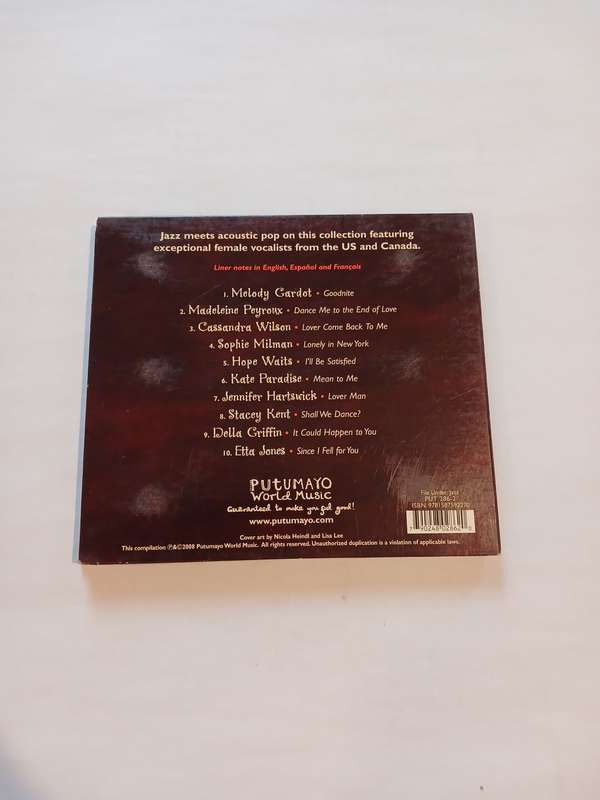 Jazz meets acoustic pop on this collection featuring
exceptional female vocalists from the US and Canada.
Liner notes in English, Español and Français
1. Melody Gardot • Goodnite
2. Madeleine Peyroux • Dance Me to the End of Love
3. Cassandra Wilson • Lover Come Back To Me
4. Sophie Milman • Lonely in New York
5. Hope Waits • I'll Be Satisfied
6. Kate Paradise • Mean to Me
7. Jennifer Hartswick • Lover Man
8. Stacey Kent • Shall We Dance?
9. Della Griffin • It Could Happen to You
10. Etta Jones • Since I Fell for You
PUTUMAYO
World Music
Guaranteed to make you feel good!
www.putumayo.com
File Under: Jazz
PUT 286-2
ISBN 9781587592270
7 90248 02862 0
Cover art by Nicola Heindl and Lisa Lee
This compilation ℗&©2008 Putumayo World Music. All rights reserved. Unauthorized duplication is a violation of applicable laws.